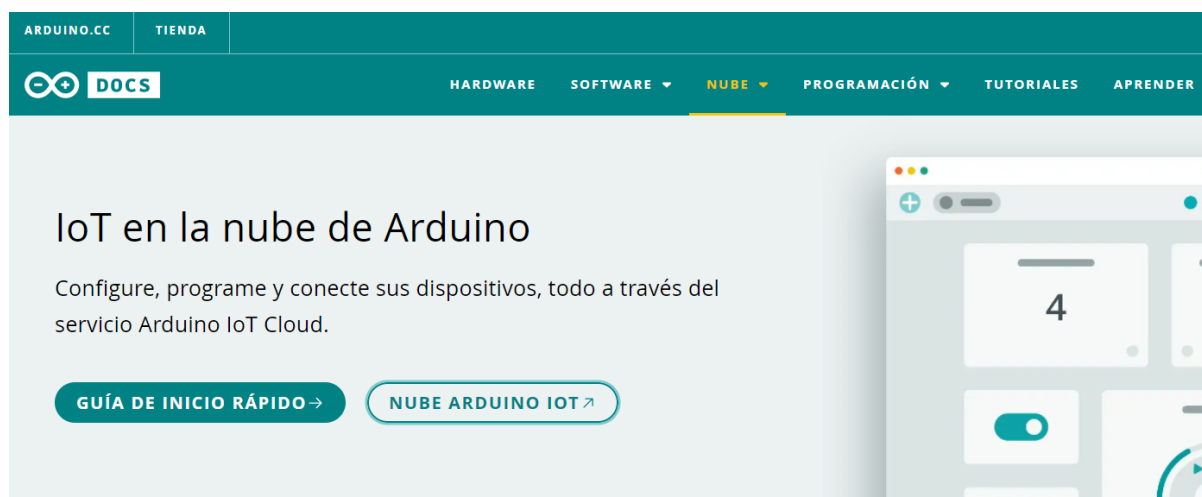 ARDUINO.CC TIENDA
DOCS HARDWARE SOFTWARE NUBE PROGRAMACIÓN TUTORIALES APRENDER
IoT en la nube de Arduino
Configure, programe y conecte sus dispositivos, todo a través del
servicio Arduino IoT Cloud.
GUÍA DE INICIO RÁPIDO→ NUBE ARDUINO IOT↗
4